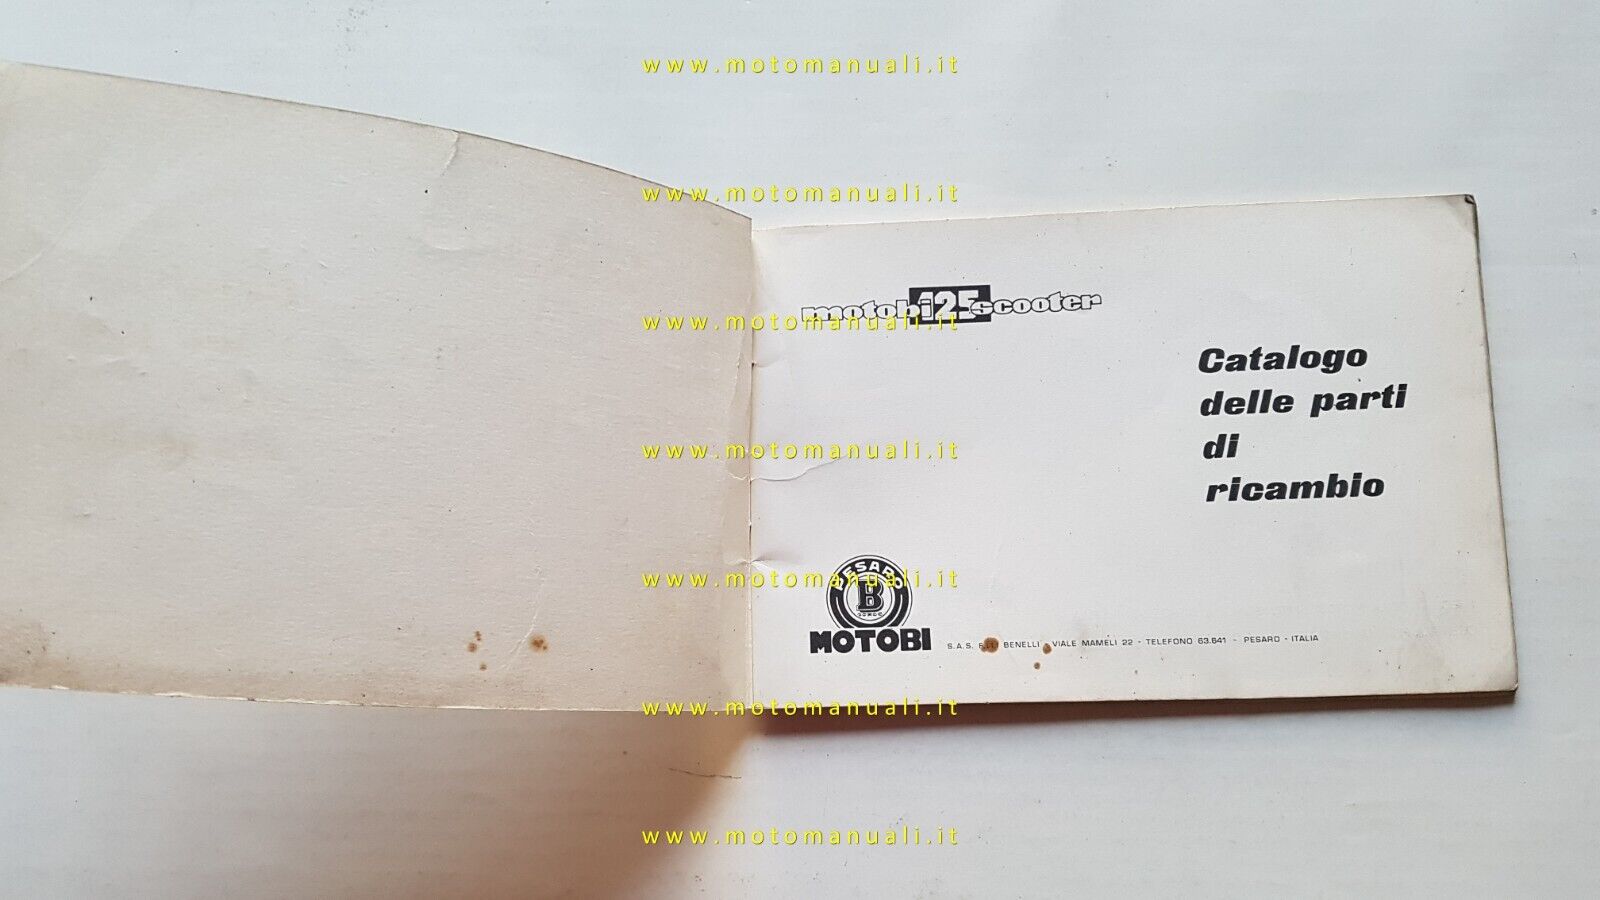 www.motomanuali.it
www.motomanuali.it
motobi 125 scooter
www.motomanuali.it
Catalogo
delle parti
di
ricambio
www.motomanuali.it
PESARO
B
www.motomanuali.it
MOTOBI
S.A.S. BENELLI - VIALE MAMELI 22 - TELEFONO 63.641 - PESARO - ITALIA
www.motomanuali.it
www.motomanuali.it